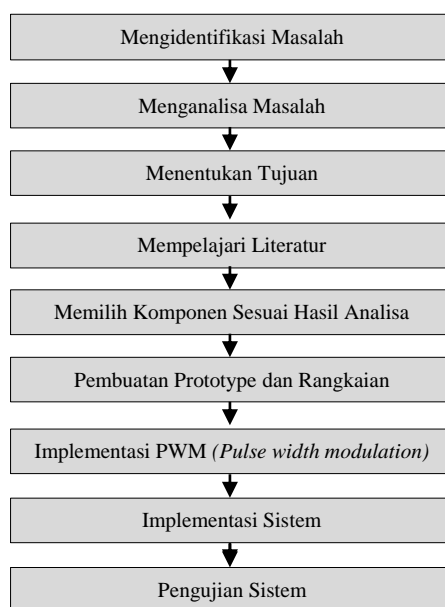 Mengidentifikasi Masalah
Menganalisa Masalah
Menentukan Tujuan
Mempelajari Literatur
Memilih Komponen Sesuai Hasil Analisa
Pembuatan Prototype dan Rangkaian
Implementasi PWM (Pulse width modulation)
Implementasi Sistem
Pengujian Sistem